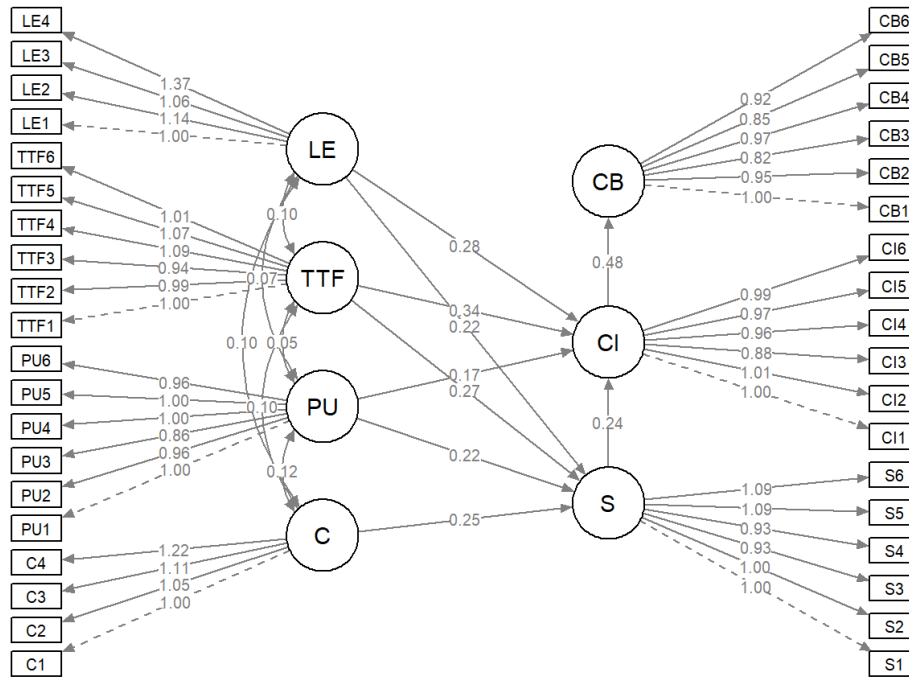 LE4
LE3
LE2
LE1
TTF6
TTF5
TTF4
TTF3
TTF2
TTF1
PU6
PU5
PU4
PU3
PU2
PU1
C4
C3
C2
C1
1.37
1.06
1.14
1.00
1.01
1.07
1.09
0.94
0.99
1.00
0.96
1.00
1.00
0.86
0.96
1.00
1.22
1.11
1.05
1.00
LE
TTF
PU
C
0.10
0.07
0.10
0.05
0.10
0.12
0.28
0.34
0.22
0.17
0.27
0.22
0.25
CB
0.48
CI
0.24
S
0.92
0.85
0.97
0.82
0.95
1.00
0.99
0.97
0.96
0.88
1.01
1.00
1.09
1.09
0.93
0.93
1.00
1.00
CB6
CB5
CB4
CB3
CB2
CB1
CI6
CI5
CI4
CI3
CI2
CI1
S6
S5
S4
S3
S2
S1